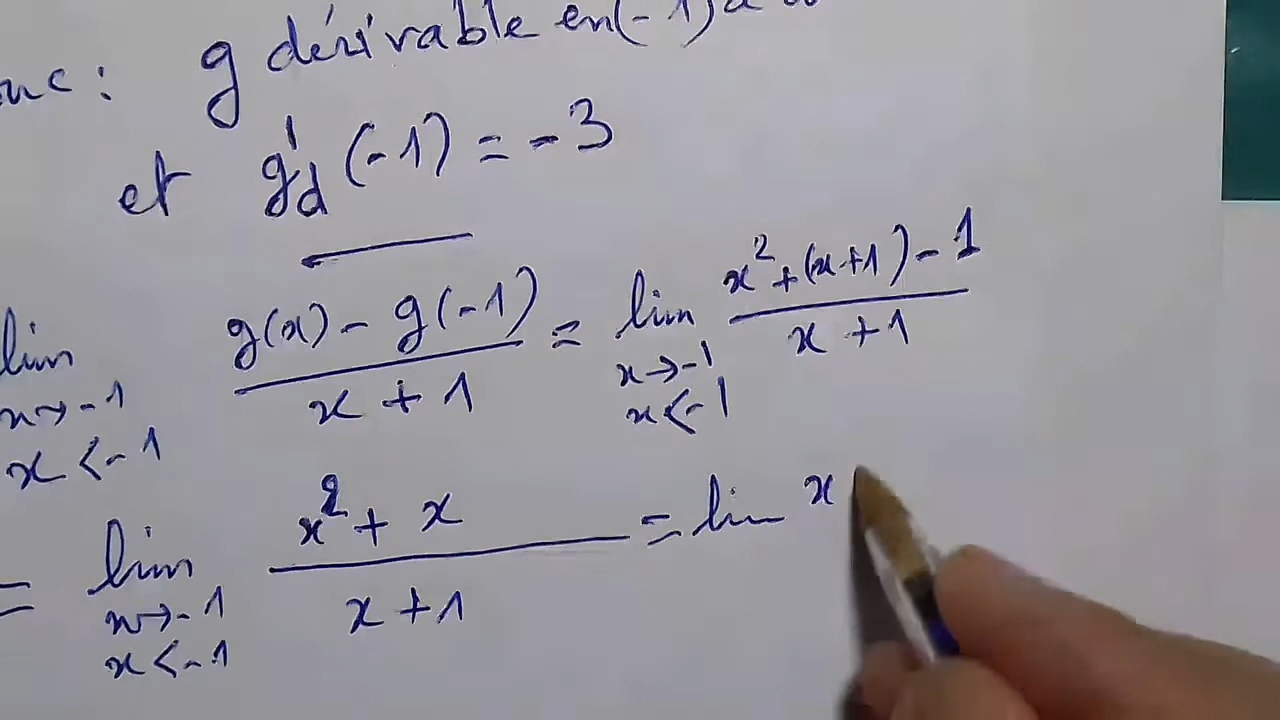 g dérivable en (-1) à
et g'd (-1) = -3
lim x→-1 x<-1 g(x) - g(-1) / x + 1 = lim x→-1 x<-1 x² + (x+1) - 1 / x + 1
= lim x→-1 x<-1 x² + x / x + 1 = lim x